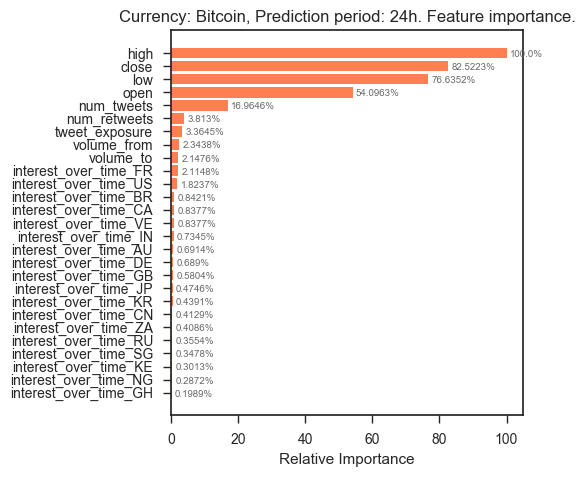 Currency: Bitcoin, Prediction period: 24h. Feature importance.
high 100.0%
close 82.5223%
low 76.6352%
open 54.0963%
num_tweets 16.9646%
num_retweets 3.813%
tweet_exposure 3.3645%
volume_from 2.3438%
volume_to 2.1476%
interest_over_time_FR 2.1148%
interest_over_time_US 1.8237%
interest_over_time_BR 0.8421%
interest_over_time_CA 0.8377%
interest_over_time_VE 0.8377%
interest_over_time_IN 0.7345%
interest_over_time_AU 0.6914%
interest_over_time_DE 0.689%
interest_over_time_GB 0.5804%
interest_over_time_JP 0.4746%
interest_over_time_KR 0.4391%
interest_over_time_CN 0.4129%
interest_over_time_ZA 0.4086%
interest_over_time_RU 0.3554%
interest_over_time_SG 0.3478%
interest_over_time_KE 0.3013%
interest_over_time_NG 0.2872%
interest_over_time_GH 0.1989%
0 20 40 60 80 100
Relative Importance